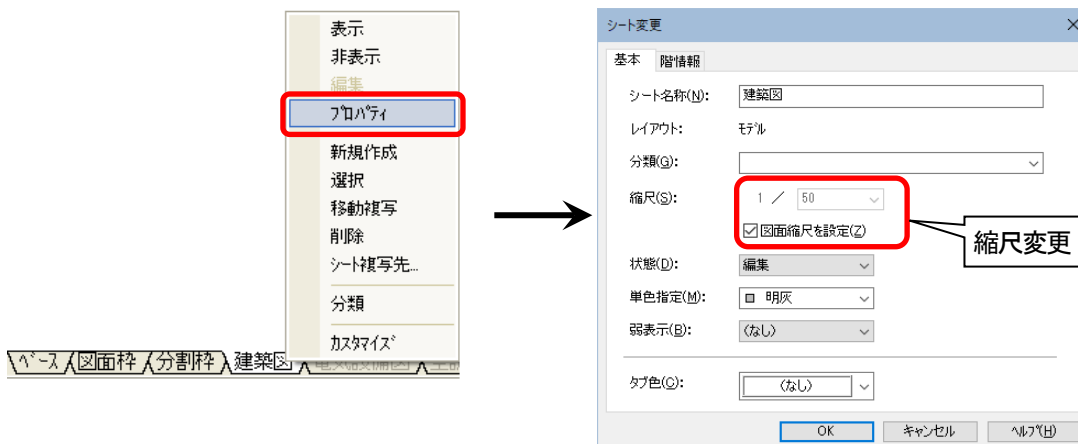 表示
非表示
編集
ﾌﾟﾛﾊﾟﾃｨ
新規作成
選択
移動複写
削除
ｼｰﾄ複写先...
分類
ｶｽﾀﾏｲｽﾞ
ﾍﾞｰｽ 図面枠 分割枠 建築図 電気設備図
シート変更
基本 階情報
シート名称(N): 建築図
レイアウト: ﾓﾃﾞﾙ
分類(G):
縮尺(S): 1 ／ 50
図面縮尺を設定(Z)
縮尺変更
状態(D): 編集
単色指定(M): 明灰
弱表示(B): (なし)
タブ色(C): (なし)
OK キャンセル ﾍﾙﾌﾟ(H)